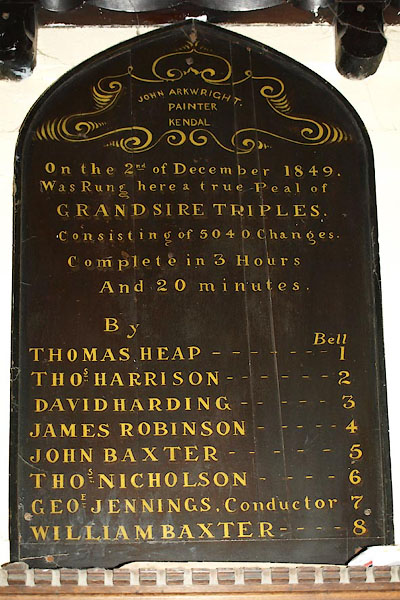 JOHN ARKWRIGHT.
PAINTER
KENDAL
On the 2nd of December 1849.
Was Rung here a true Peal of
GRANDSIRE TRIPLES.
Consisting of 5040 Changes.
Complete in 3 Hours
And 20 minutes.
By
Bell
THOMAS HEAP - - - - - - - 1
THOs HARRISON - - - - - - 2
DAVID HARDING - - - - - 3
JAMES ROBINSON - - - - 4
JOHN BAXTER - - - - - 5
THOs NICHOLSON - - - - 6
GEOE JENNINGS. Conductor 7
WILLIAM BAXTER - - - - 8